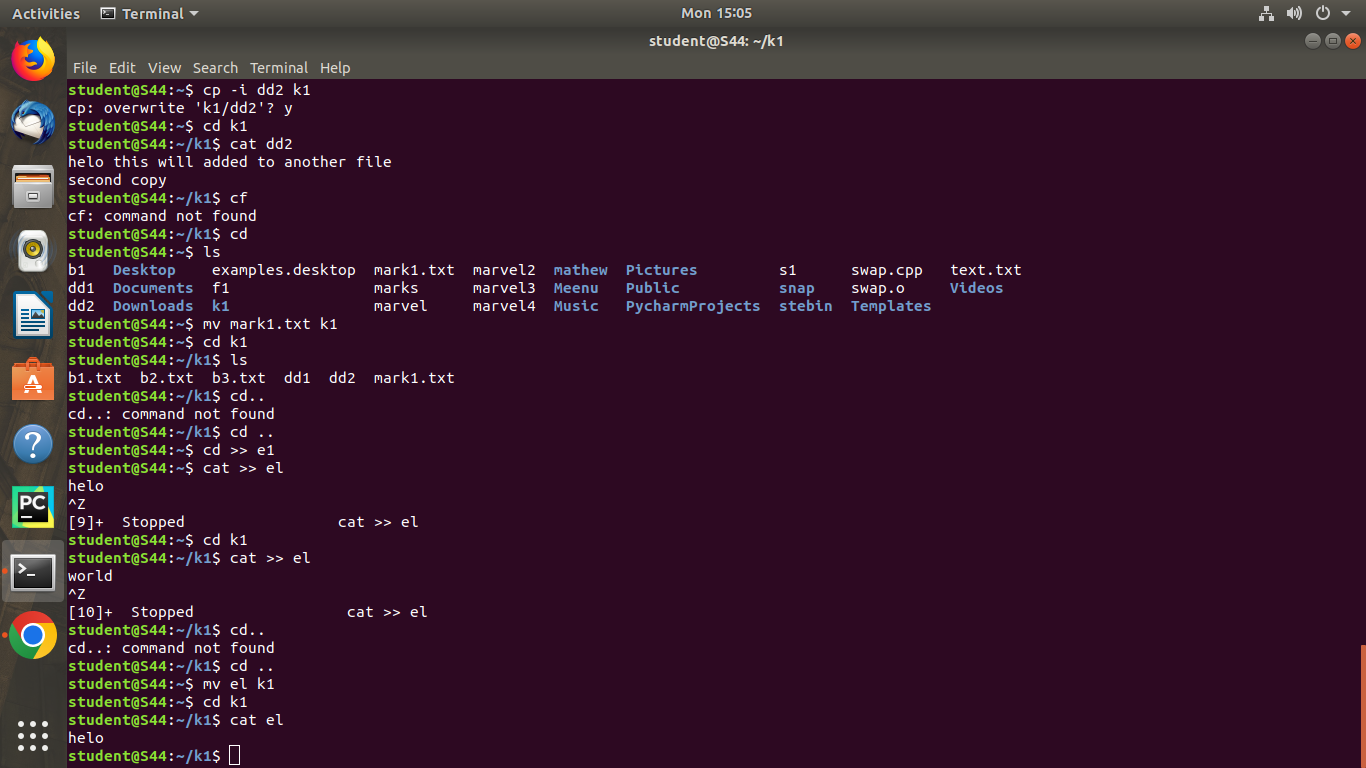 Activities Terminal Mon 15:05
student@S44: ~/k1
File Edit View Search Terminal Help
student@S44:~$ cp -i dd2 k1
cp: overwrite 'k1/dd2'? y
student@S44:~$ cd k1
student@S44:~/k1$ cat dd2
helo this will added to another file
second copy
student@S44:~/k1$ cf
cf: command not found
student@S44:~/k1$ cd
student@S44:~$ ls
b1 Desktop examples.desktop mark1.txt marvel2 mathew Pictures s1 swap.cpp text.txt
dd1 Documents f1 marks marvel3 Meenu Public snap swap.o Videos
dd2 Downloads k1 marvel marvel4 Music PycharmProjects stebin Templates
student@S44:~$ mv mark1.txt k1
student@S44:~$ cd k1
student@S44:~/k1$ ls
b1.txt b2.txt b3.txt dd1 dd2 mark1.txt
student@S44:~/k1$ cd..
cd..: command not found
student@S44:~/k1$ cd ..
student@S44:~$ cd >> e1
student@S44:~$ cat >> el
helo
^Z
[9]+ Stopped cat >> el
student@S44:~$ cd k1
student@S44:~/k1$ cat >> el
world
^Z
[10]+ Stopped cat >> el
student@S44:~/k1$ cd..
cd..: command not found
student@S44:~/k1$ cd ..
student@S44:~$ mv el k1
student@S44:~$ cd k1
student@S44:~/k1$ cat el
helo
student@S44:~/k1$
PC